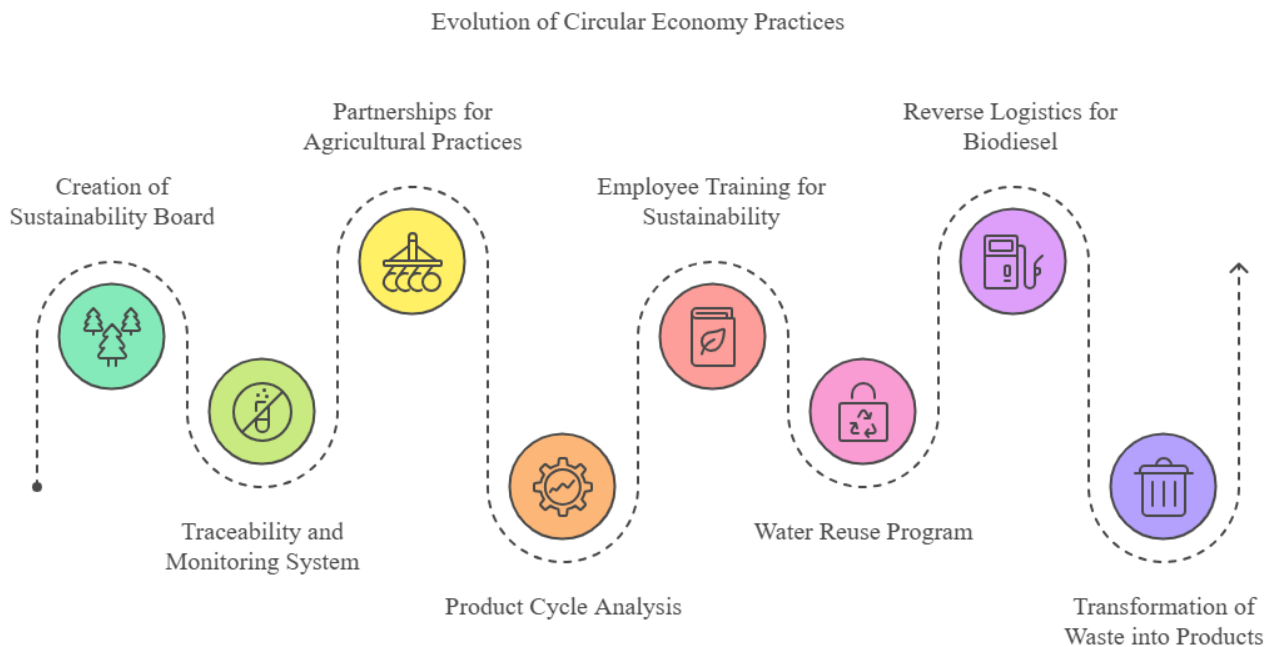 Evolution of Circular Economy Practices
Creation of
Sustainability Board
Traceability and
Monitoring System
Partnerships for
Agricultural Practices
Product Cycle Analysis
Employee Training for
Sustainability
Water Reuse Program
Reverse Logistics for
Biodiesel
Transformation of
Waste into Products